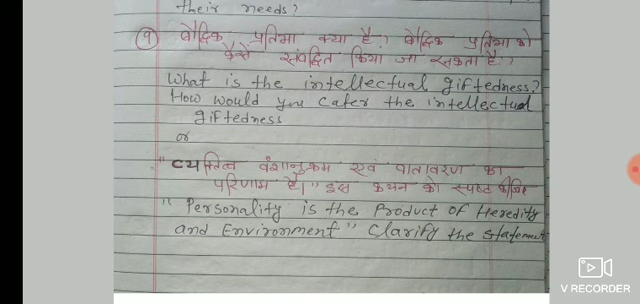 their needs?
(9) बौद्धिक प्रतिभा क्या है? बौद्धिक प्रतिभा को
कैसे संवर्द्धित किया जा सकता है?
What is the intellectual giftedness?
How would you cater the intellectual
giftedness
or
"व्यक्तित्व वंशानुक्रम एवं वातावरण का
परिणाम है।" इस कथन को स्पष्ट कीजिए
"Personality is the Product of Heredity
and Environment" Clarify the statement
V RECORDER